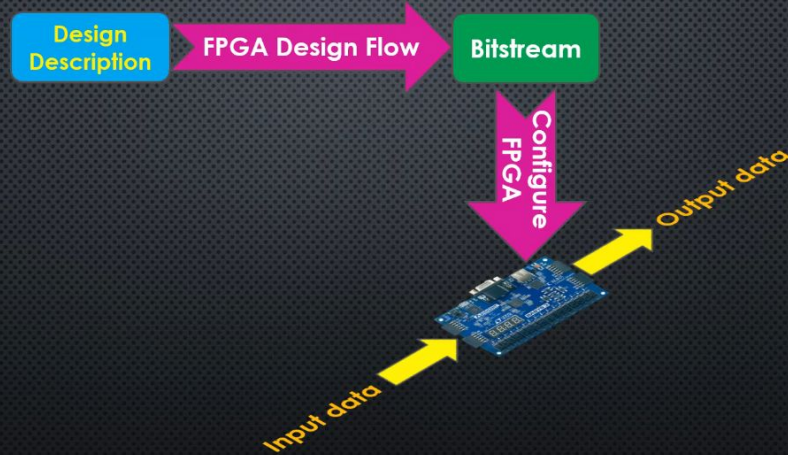 Design
Description
FPGA Design Flow
Bitstream
Configure
FPGA
Output data
Input data